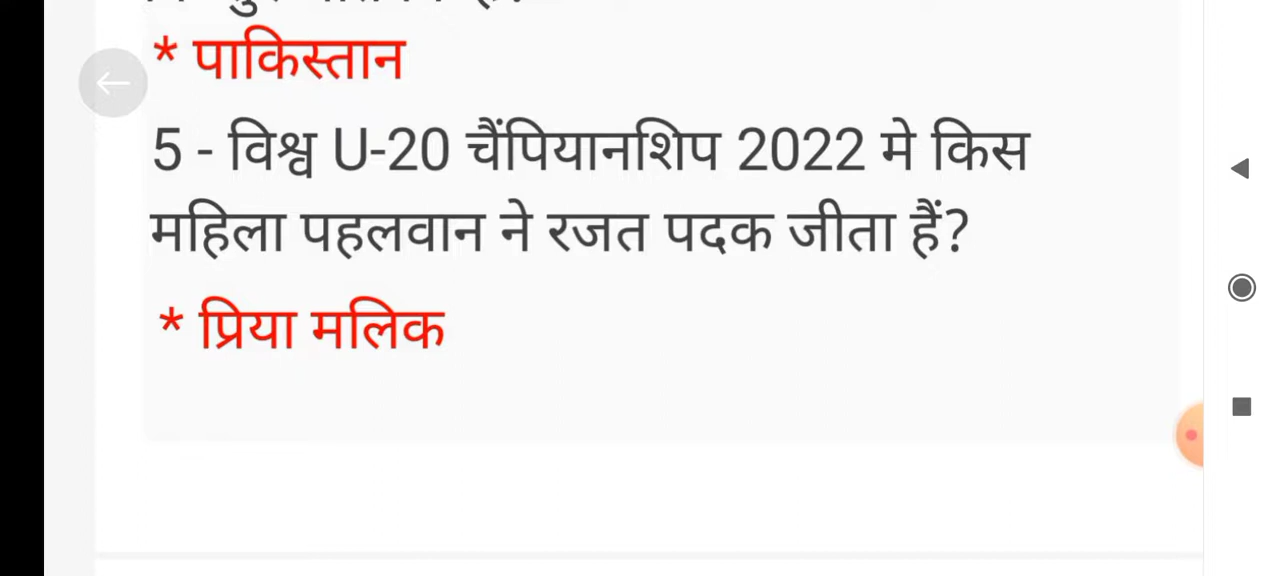 * पाकिस्तान
5 - विश्व U-20 चैंपियानशिप 2022 मे किस
महिला पहलवान ने रजत पदक जीता हैं?
* प्रिया मलिक